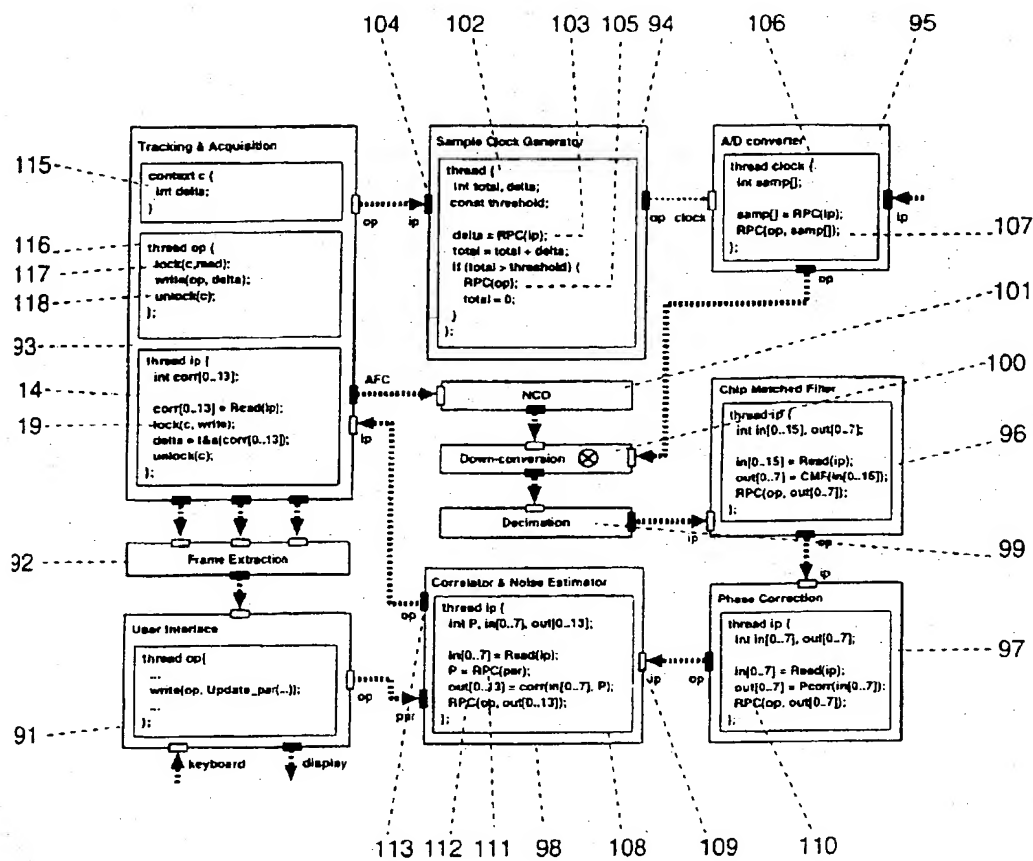 104 102 103 105 94 106 95
Tracking & Acquisition
115
context c {
int delta;
}
116
thread op {
117
lock(c,read);
write(op, delta);
118
unlock(c);
};
93
thread ip {
int corr[0..13];
14
corr[0..13] = Read(ip);
19
lock(c, write);
delta = t&a(corr[0..13]);
unlock(c);
};
op
ip
AFC
ip
Sample Clock Generator
thread {
int total, delta;
const threshold;
delta = RPC(ip);
total = total + delta;
if (total > threshold) {
RPC(op);
total = 0;
}
};
op
clock
A/D converter
thread clock {
int samp[];
samp[] = RPC(ip);
RPC(op, samp[]);
};
ip
107
op
101
100
NCO
Down-conversion
Decimation
Chip Matched Filter
thread ip {
int in[0..15], out[0..7];
in[0..15] = Read(ip);
out[0..7] = CMF(in[0..15]);
RPC(op, out[0..7]);
};
96
ip
op
99
ip
92
Frame Extraction
User Interface
thread op{
...
write(op, Update_par(...));
...
};
91
keyboard
display
op
par
op
Correlator & Noise Estimator
thread ip {
int P, in[0..7], out[0..13];
in[0..7] = Read(ip);
P = RPC(par);
out[0..13] = corr(in[0..7], P);
RPC(op, out[0..13]);
};
ip
op
Phase Correction
thread ip {
int in[0..7], out[0..7];
in[0..7] = Read(ip);
out[0..7] = Pcorr(in[0..7]);
RPC(op, out[0..7]);
};
97
113 112 111 98 108 109 110